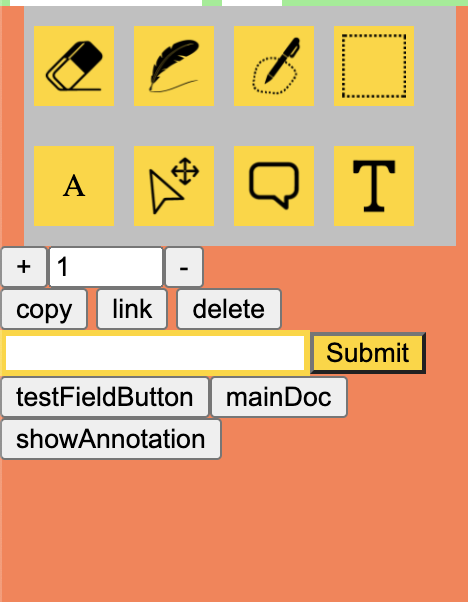 A T
+ 1 -
copy link delete
Submit
testFieldButton mainDoc
showAnnotation